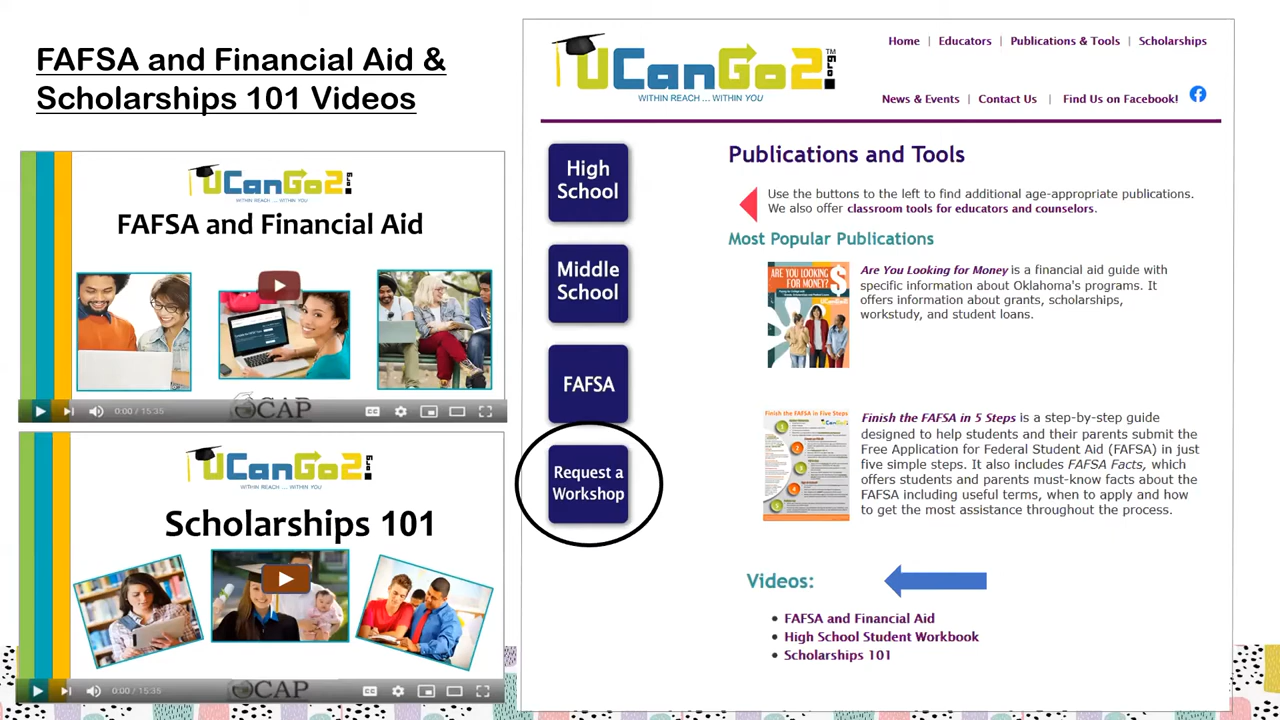 FAFSA and Financial Aid &
Scholarships 101 Videos
UCanGo2.org
WITHIN REACH ... WITHIN YOU
FAFSA and Financial Aid
OCAP
0:00 / 15:35
UCanGo2.org
WITHIN REACH ... WITHIN YOU
Scholarships 101
OCAP
0:00 / 15:35
UCanGo2.org™
WITHIN REACH ... WITHIN YOU
Home | Educators | Publications & Tools | Scholarships
News & Events | Contact Us | Find Us on Facebook!
High
School
Middle
School
FAFSA
Request a
Workshop
Publications and Tools
Use the buttons to the left to find additional age-appropriate publications.
We also offer classroom tools for educators and counselors.
Most Popular Publications
ARE YOU LOOKING
FOR MONEY?
Are You Looking for Money is a financial aid guide with
specific information about Oklahoma's programs. It
offers information about grants, scholarships,
workstudy, and student loans.
Finish the FAFSA in Five Steps
Finish the FAFSA in 5 Steps is a step-by-step guide
designed to help students and their parents submit the
Free Application for Federal Student Aid (FAFSA) in just
five simple steps. It also includes FAFSA Facts, which
offers students and parents must-know facts about the
FAFSA including useful terms, when to apply and how
to get the most assistance throughout the process.
Videos:
• FAFSA and Financial Aid
• High School Student Workbook
• Scholarships 101